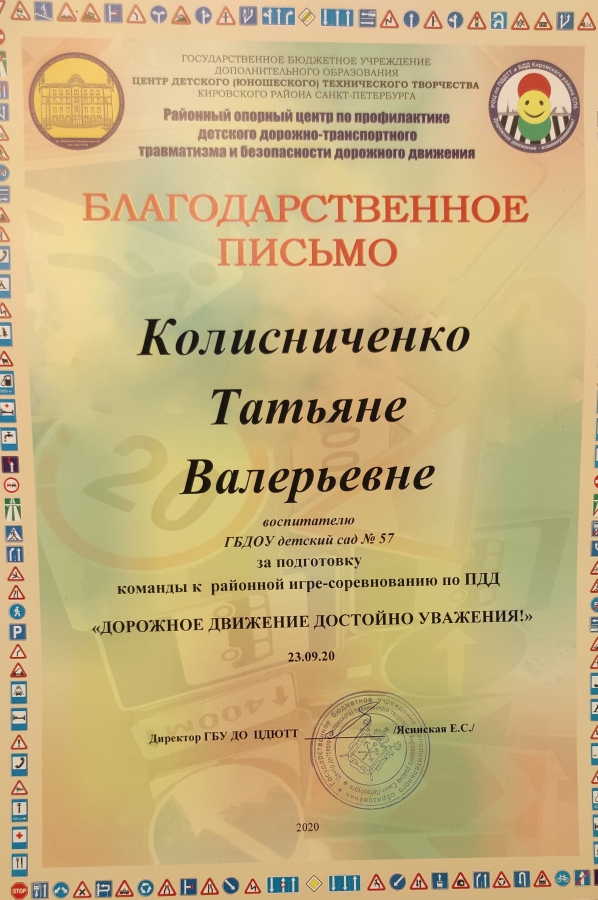 ГОСУДАРСТВЕННОЕ БЮДЖЕТНОЕ УЧРЕЖДЕНИЕ
ДОПОЛНИТЕЛЬНОГО ОБРАЗОВАНИЯ
ЦЕНТР ДЕТСКОГО (ЮНОШЕСКОГО) ТЕХНИЧЕСКОГО ТВОРЧЕСТВА
КИРОВСКОГО РАЙОНА САНКТ-ПЕТЕРБУРГА
Районный опорный центр по профилактике
детского дорожно-транспортного
травматизма и безопасности дорожного движения
БЛАГОДАРСТВЕННОЕ
ПИСЬМО
Колисниченко
Татьяне
Валерьевне
воспитателю
ГБДОУ детский сад № 57
за подготовку
команды к районной игре-соревнованию по ПДД
«ДОРОЖНОЕ ДВИЖЕНИЕ ДОСТОЙНО УВАЖЕНИЯ!»
23.09.20
Директор ГБУ ДО ЦДЮТТ /Ясинская Е.С./
2020